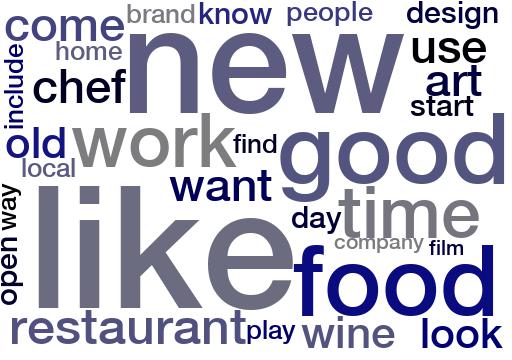 come
brand
know
people
design
home
new
use
include
chef
art
start
old
work
find
good
local
want
like
day
time
open
way
company
film
food
restaurant
play
wine
look